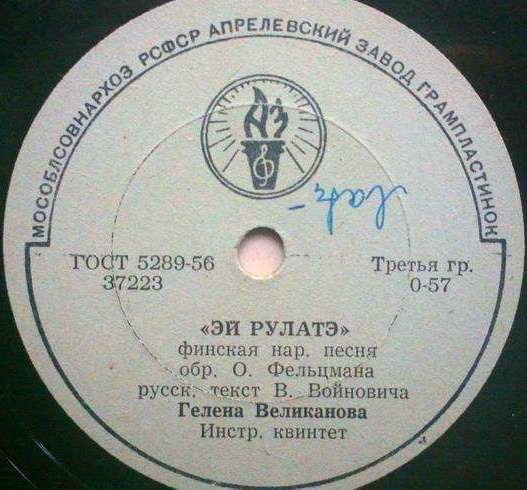 МОСОБЛСОВНАРХОЗ РСФСР АПРЕЛЕВСКИЙ ЗАВОД ГРАМПЛАСТИНОК
АЗ
ГОСТ 5289-56
37223
Третья гр.
0-57
«ЭЙ РУЛАТЭ»
финская нар. песня
обр. О. Фельцмана
русск. текст В. Войновича
Гелена Великанова
Инстр. квинтет